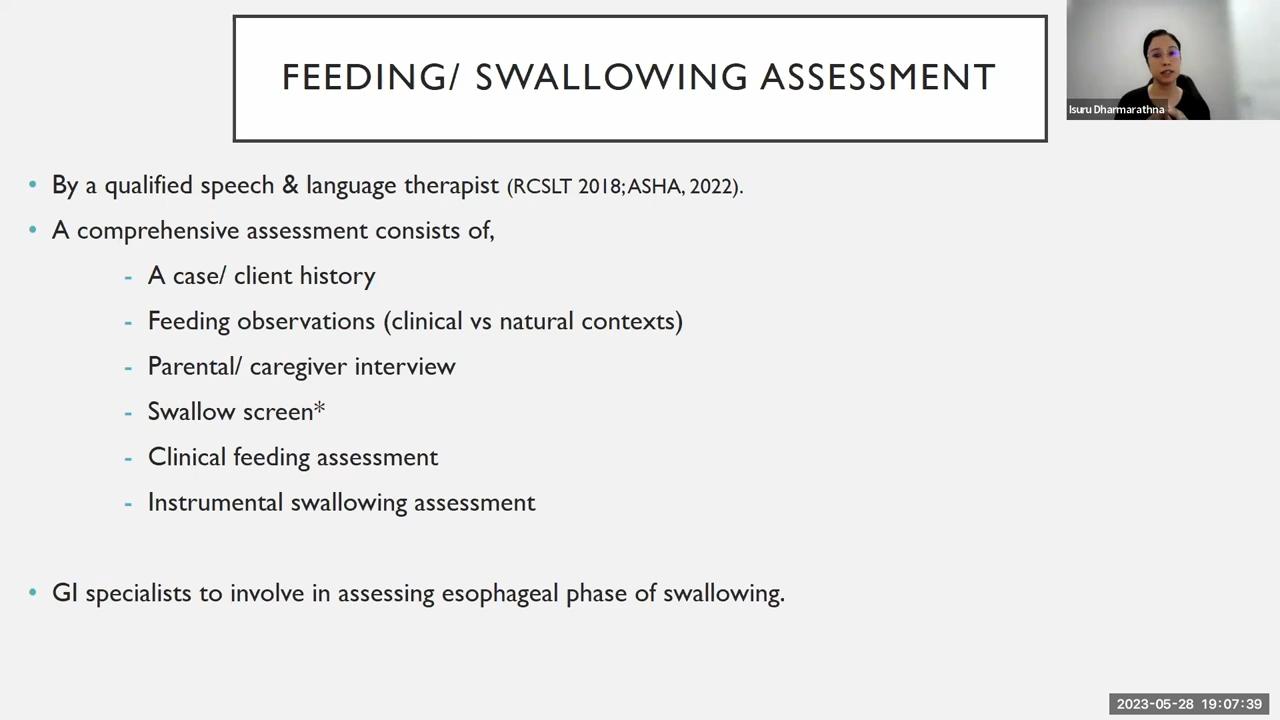 FEEDING/ SWALLOWING ASSESSMENT
Isuru Dharmarathna
• By a qualified speech & language therapist (RCSLT 2018; ASHA, 2022).
• A comprehensive assessment consists of,
- A case/ client history
- Feeding observations (clinical vs natural contexts)
- Parental/ caregiver interview
- Swallow screen*
- Clinical feeding assessment
- Instrumental swallowing assessment
• GI specialists to involve in assessing esophageal phase of swallowing.
2023-05-28 19:07:39